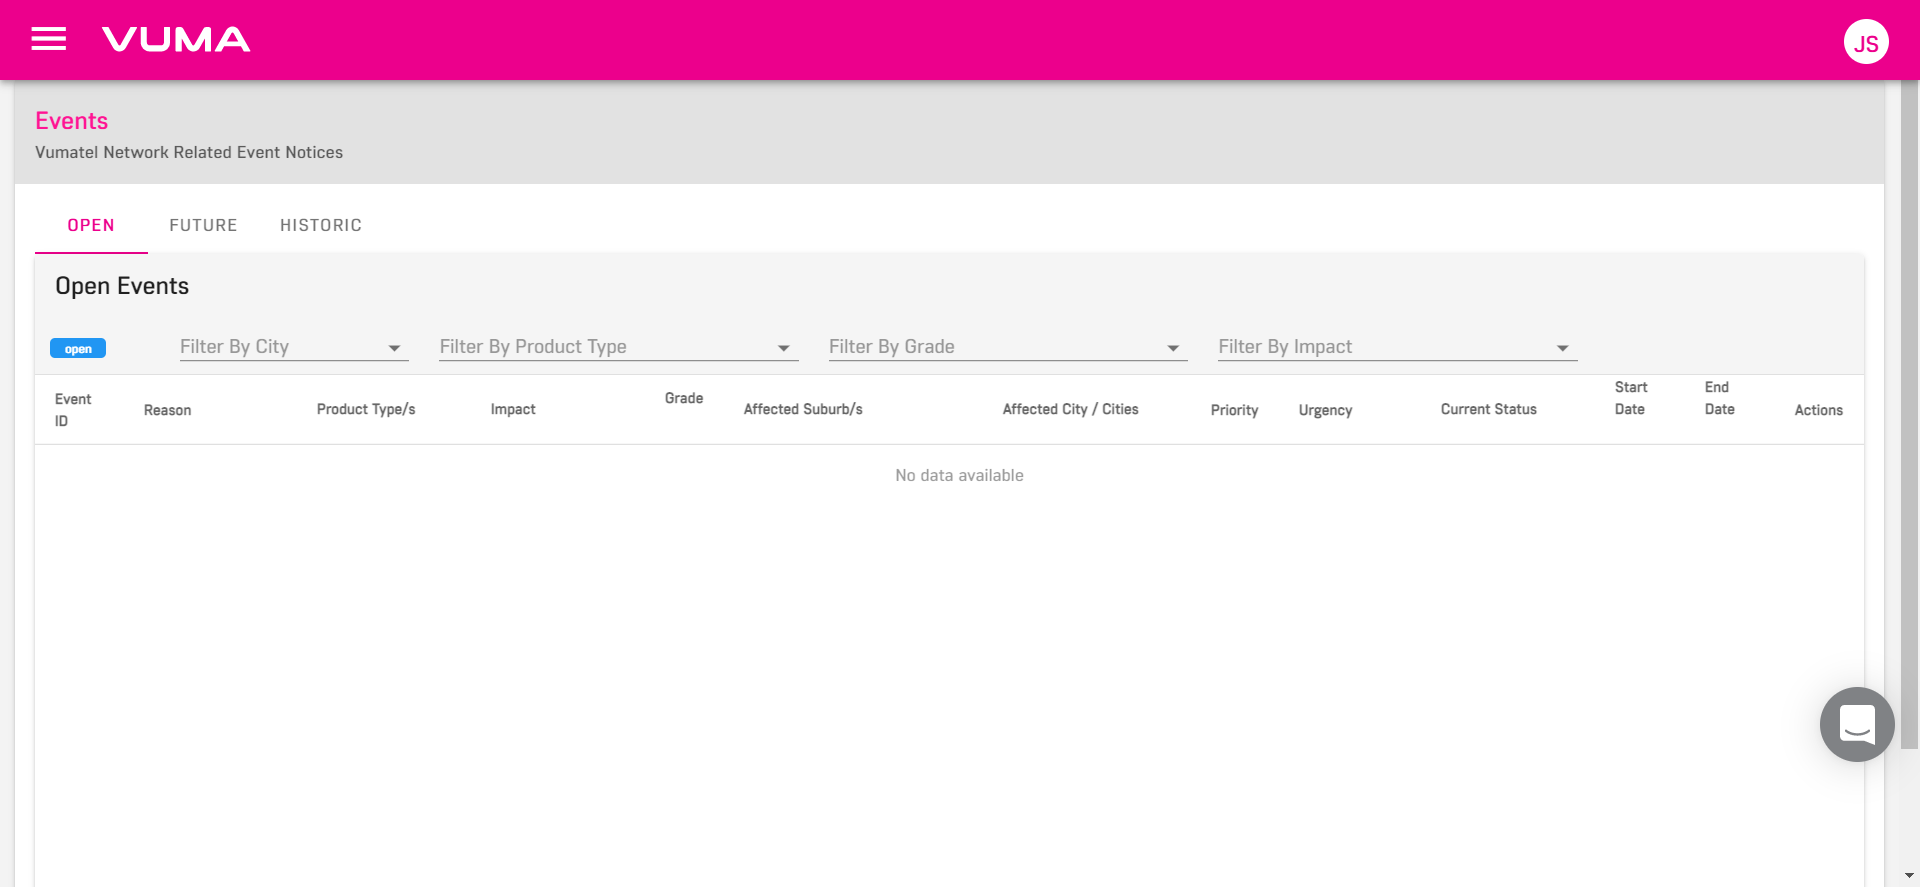 VUMA
JS
Events
Vumatel Network Related Event Notices
OPEN FUTURE HISTORIC
Open Events
open Filter By City Filter By Product Type Filter By Grade Filter By Impact
Event ID Reason Product Type/s Impact Grade Affected Suburb/s Affected City / Cities Priority Urgency Current Status Start Date End Date Actions
No data available